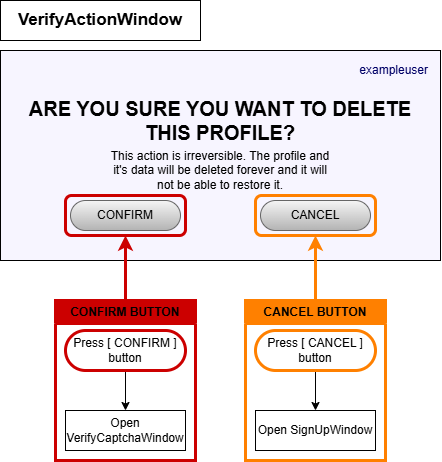 VerifyActionWindow
exampleuser
ARE YOU SURE YOU WANT TO DELETE
THIS PROFILE?
This action is irreversible. The profile and
it's data will be deleted forever and it will
not be able to restore it.
CONFIRM
CANCEL
CONFIRM BUTTON
Press [ CONFIRM ]
button
Open
VerifyCaptchaWindow
CANCEL BUTTON
Press [ CANCEL ]
button
Open SignUpWindow